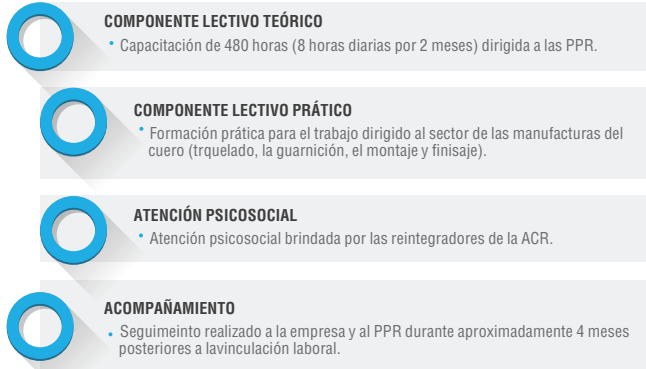 COMPONENTE LECTIVO TEÓRICO
• Capacitación de 480 horas (8 horas diarias por 2 meses) dirigida a las PPR.
COMPONENTE LECTIVO PRÁTICO
• Formación prática para el trabajo dirigido al sector de las manufacturas del
cuero (trquelado, la guarnición, el montaje y finisaje).
ATENCIÓN PSICOSOCIAL
• Atención psicosocial brindada por las reintegradores de la ACR.
ACOMPAÑAMIENTO
• Seguimeinto realizado a la empresa y al PPR durante aproximadamente 4 meses
posteriores a lavinculación laboral.